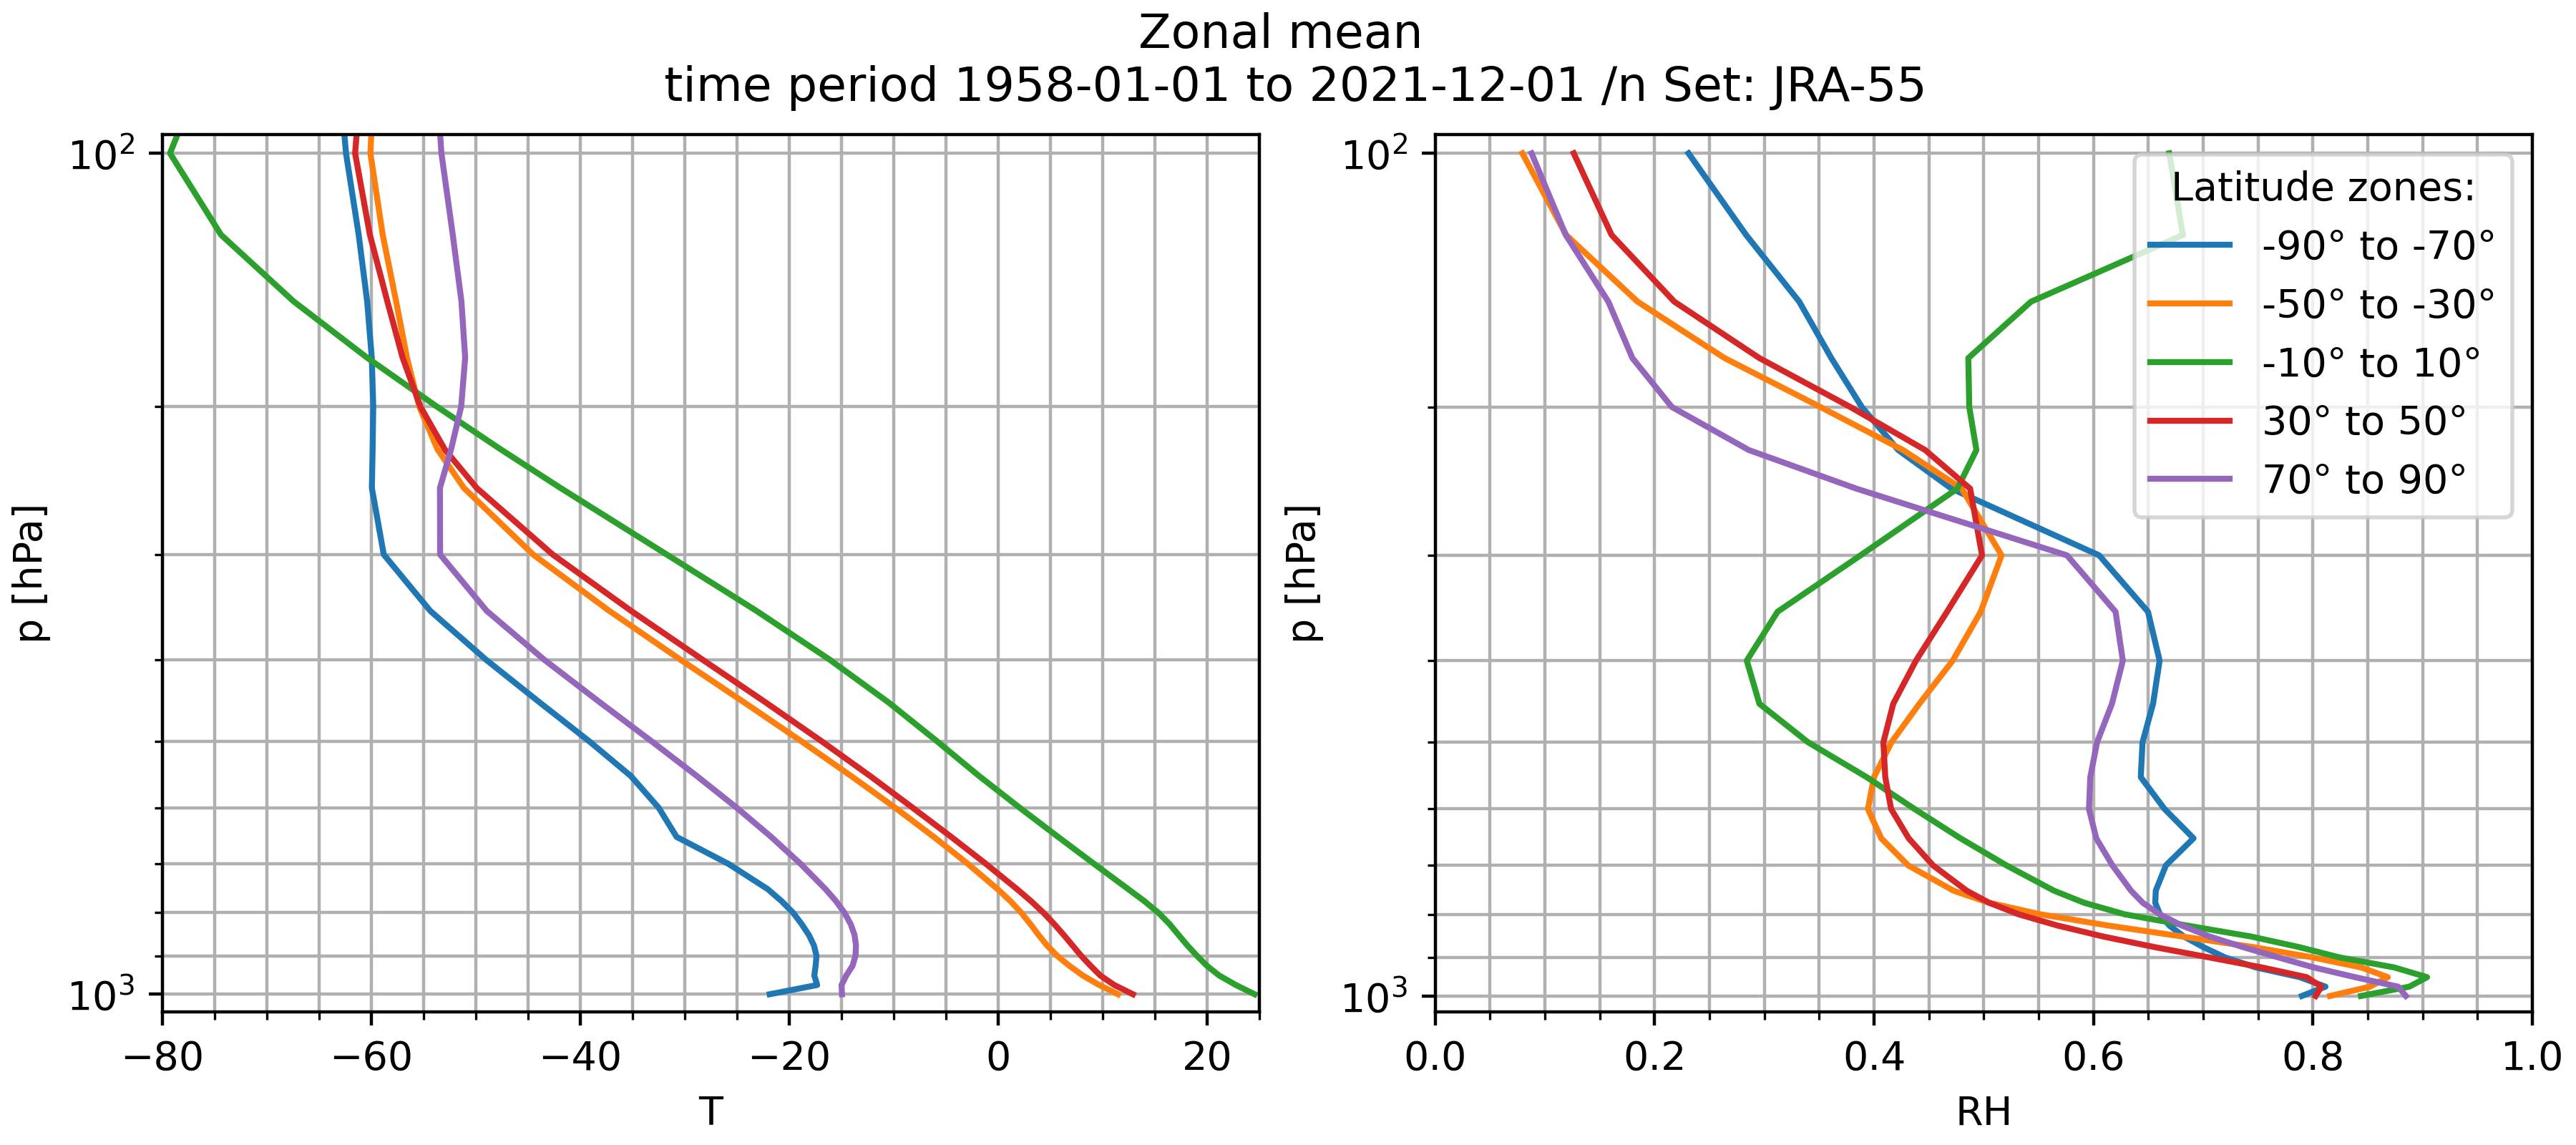 Zonal mean
time period 1958-01-01 to 2021-12-01 /n Set: JRA-55
10²
10³
p [hPa]
−80 −60 −40 −20 0 20
T
10²
10³
p [hPa]
0.0 0.2 0.4 0.6 0.8 1.0
RH
Latitude zones:
-90° to -70°
-50° to -30°
-10° to 10°
30° to 50°
70° to 90°